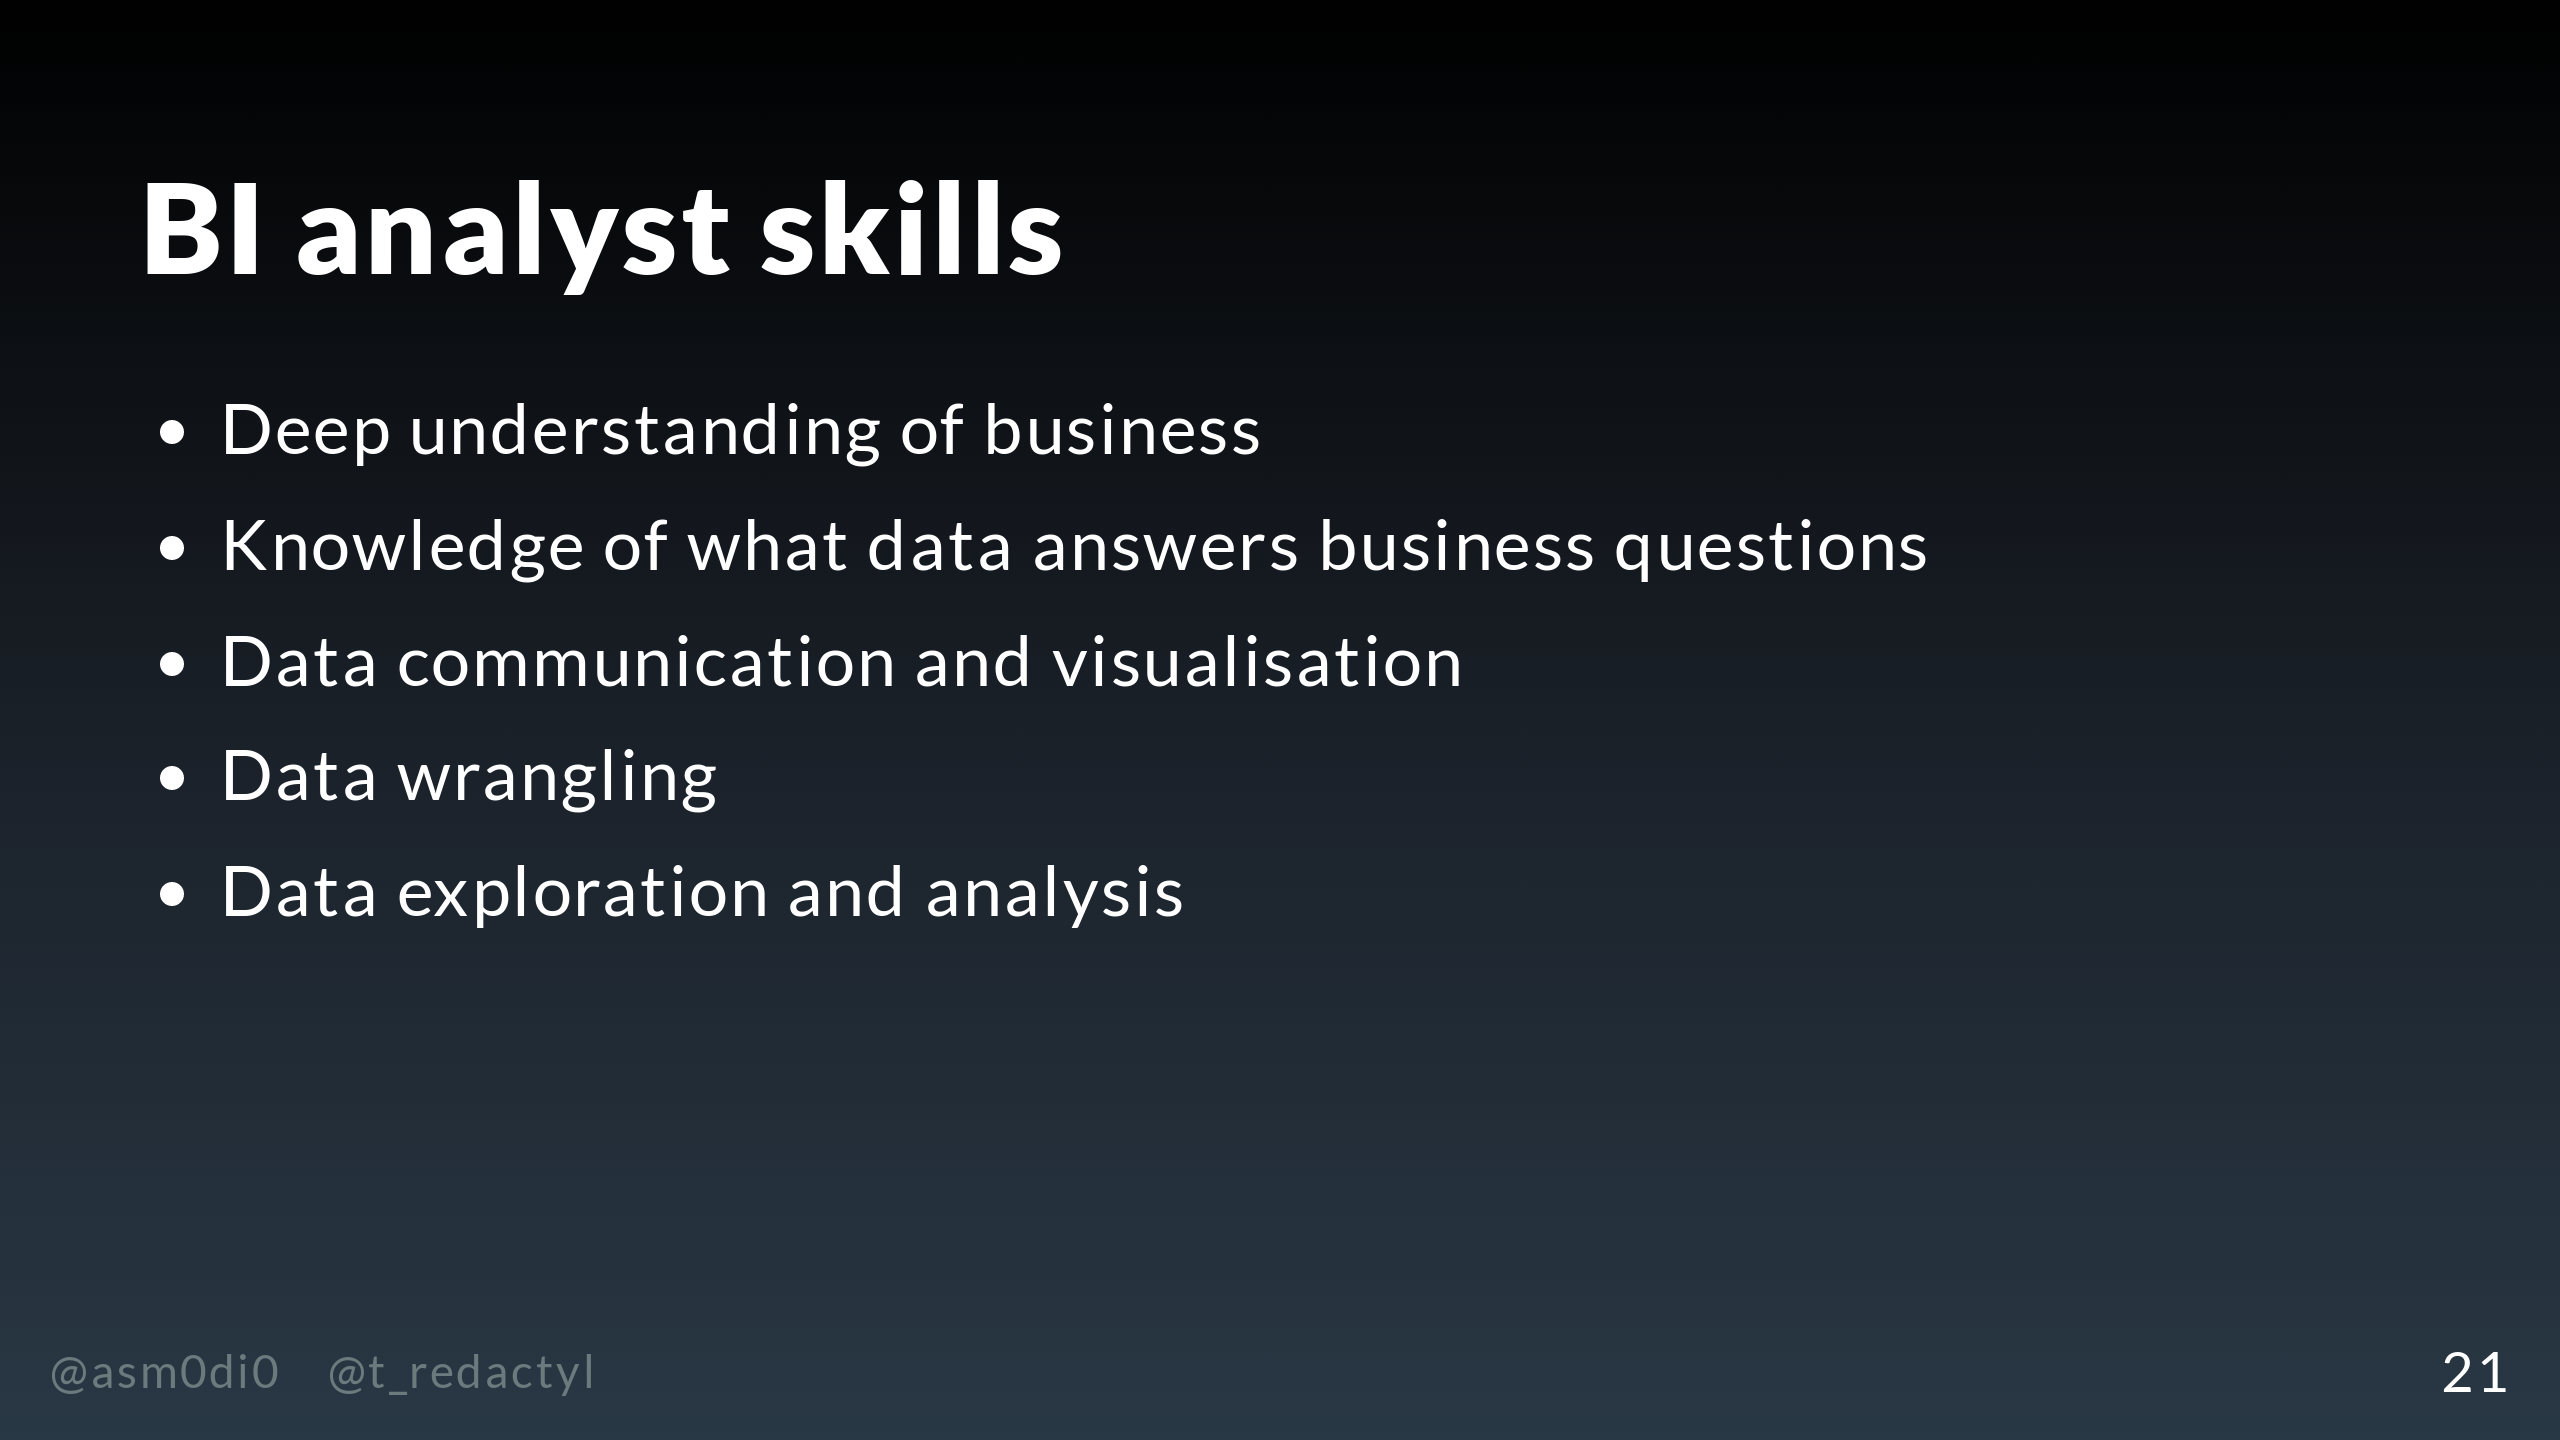 BI analyst skills
• Deep understanding of business
• Knowledge of what data answers business questions
• Data communication and visualisation
• Data wrangling
• Data exploration and analysis
@asm0di0 @t_redactyl
21